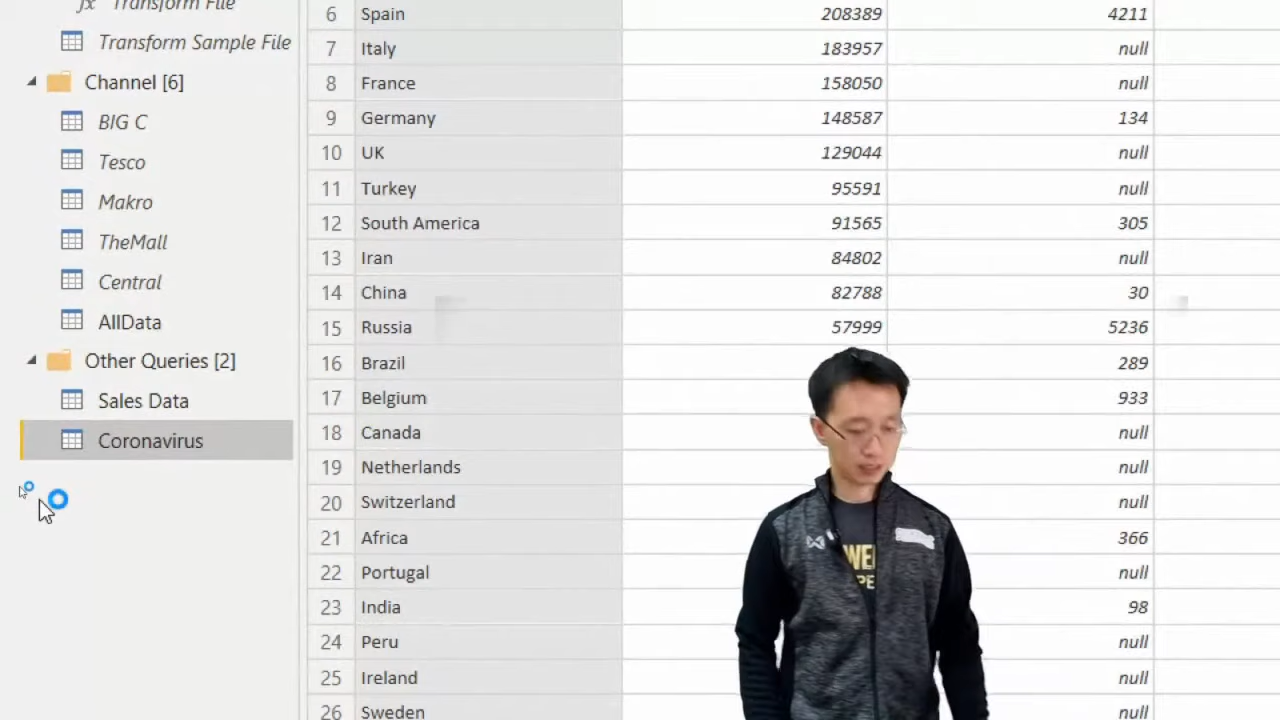 Transform File
Transform Sample File
Channel [6]
BIG C
Tesco
Makro
TheMall
Central
AllData
Other Queries [2]
Sales Data
Coronavirus
6 Spain 208389 4211
7 Italy 183957 null
8 France 158050 null
9 Germany 148587 134
10 UK 129044 null
11 Turkey 95591 null
12 South America 91565 305
13 Iran 84802 null
14 China 82788 30
15 Russia 57999 5236
16 Brazil 289
17 Belgium 933
18 Canada null
19 Netherlands null
20 Switzerland null
21 Africa 366
22 Portugal null
23 India 98
24 Peru null
25 Ireland null
26 Sweden null